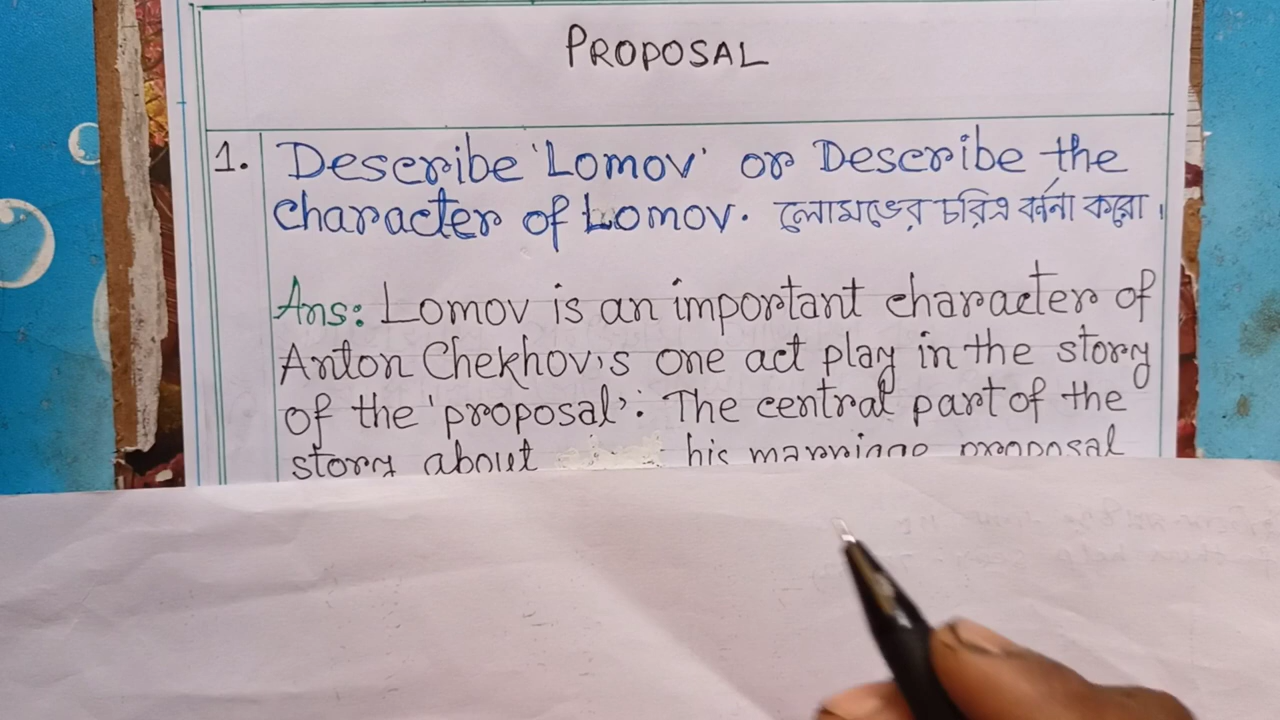 PROPOSAL
1. Describe 'Lomov' or Describe the
character of Lomov. লোমভের চরিত্র বর্ননা করো।
Ans: Lomov is an important character of
Anton Chekhov's one act play in the story
of the 'proposal'. The central part of the
story about his marriage proposal